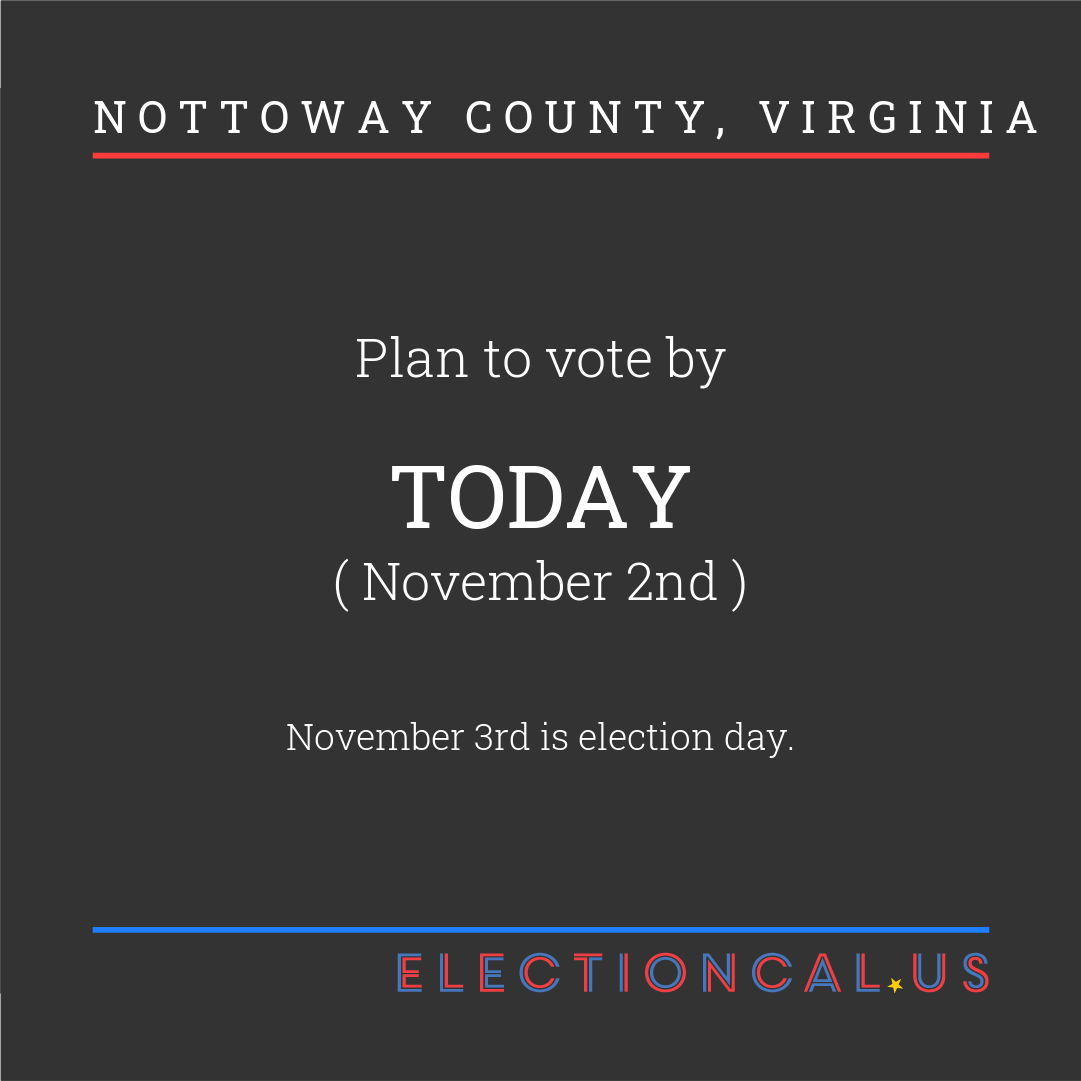 NOTTOWAY COUNTY, VIRGINIA
Plan to vote by
TODAY
( November 2nd )
November 3rd is election day.
ELECTIONCAL.US